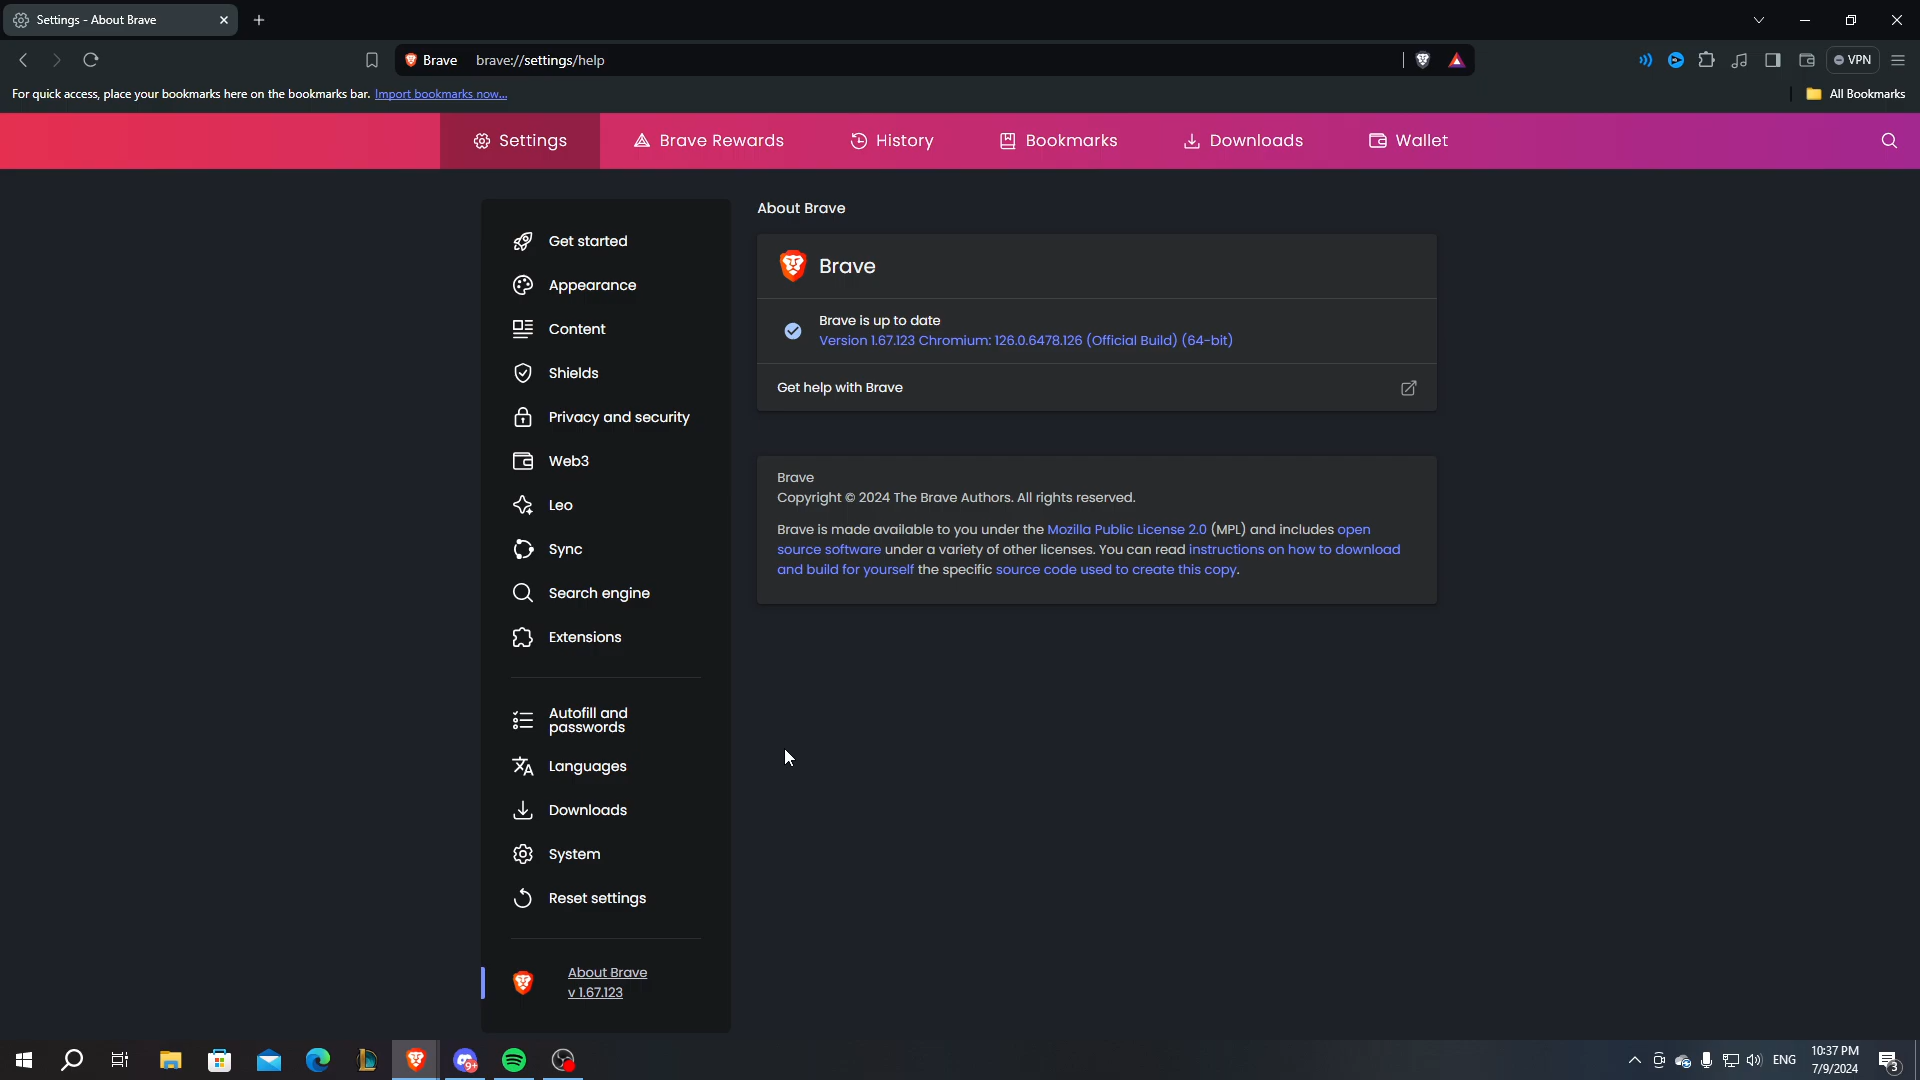 Settings - About Brave
Brave
brave://settings/help
VPN
For quick access, place your bookmarks here on the bookmarks bar. Import bookmarks now...
All Bookmarks
Settings
Brave Rewards
History
Bookmarks
Downloads
Wallet
Get started
Appearance
Content
Shields
Privacy and security
Web3
Leo
Sync
Search engine
Extensions
Autofill and
passwords
Languages
Downloads
System
Reset settings
About Brave
v 1.67.123
About Brave
Brave
Brave is up to date
Version 1.67.123 Chromium: 126.0.6478.126 (Official Build) (64-bit)
Get help with Brave
Brave
Copyright © 2024 The Brave Authors. All rights reserved.
Brave is made available to you under the Mozilla Public License 2.0 (MPL) and includes open
source software under a variety of other licenses. You can read instructions on how to download
and build for yourself the specific source code used to create this copy.
9+
ENG
10:37 PM
7/9/2024
3